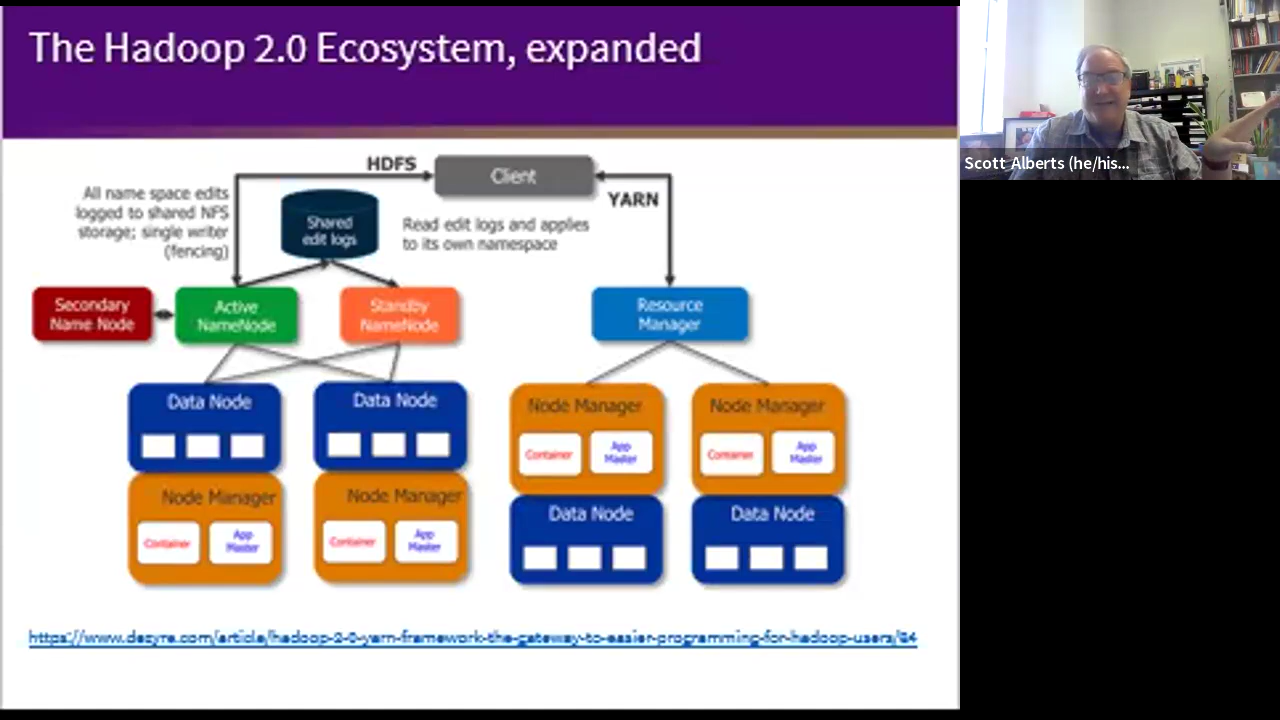 The Hadoop 2.0 Ecosystem, expanded
Scott Alberts (he/his...
HDFS
Client
YARN
All name space edits
logged to shared NFS
storage; single writer
(fencing)
Shared
edit logs
Read edit logs and applies
to its own namespace
Secondary
Name Node
Active
NameNode
Standby
NameNode
Resource
Manager
Data Node
Data Node
Node Manager
Container
App
Master
Node Manager
Container
App
Master
Node Manager
Container
App
Master
Node Manager
Container
App
Master
Data Node
Data Node
https://www.dezyre.com/article/hadoop-2-0-yarn-framework-the-gateway-to-easier-programming-for-hadoop-users/84